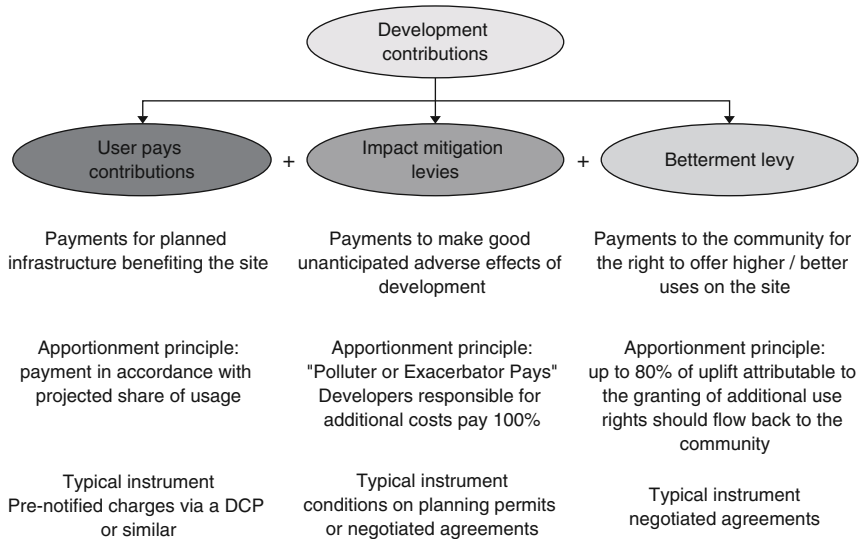 Development
contributions
User pays
contributions
+
Impact mitigation
levies
+
Betterment levy
Payments for planned
infrastructure benefiting the site
Payments to make good
unanticipated adverse effects of
development
Payments to the community for
the right to offer higher / better
uses on the site
Apportionment principle:
payment in accordance with
projected share of usage
Apportionment principle:
"Polluter or Exacerbator Pays"
Developers responsible for
additional costs pay 100%
Apportionment principle:
up to 80% of uplift attributable to
the granting of additional use
rights should flow back to the
community
Typical instrument
Pre-notified charges via a DCP
or similar
Typical instrument
conditions on planning permits
or negotiated agreements
Typical instrument
negotiated agreements